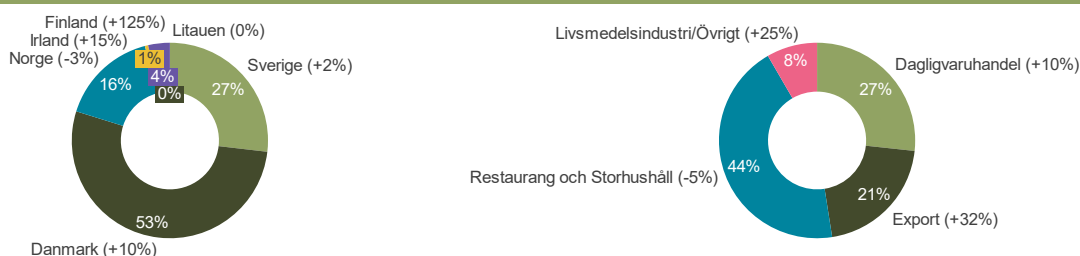 Finland (+125%)
Irland (+15%)
Norge (-3%)
Litauen (0%)
Sverige (+2%)
1%
4%
0%
16%
27%
53%
Danmark (+10%)
Livsmedelsindustri/Övrigt (+25%)
Dagligvaruhandel (+10%)
8%
27%
44%
21%
Restaurang och Storhushåll (-5%)
Export (+32%)